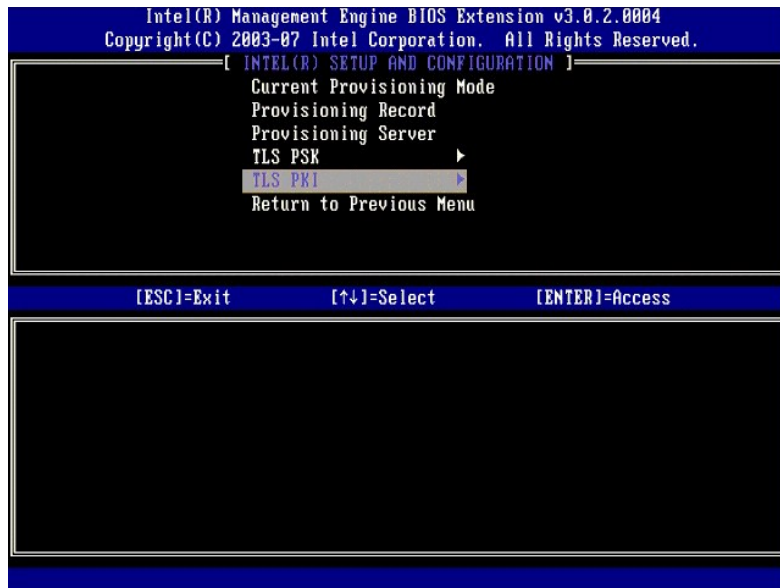 Intel(R) Management Engine BIOS Extension v3.0.2.0004
Copyright(C) 2003-07 Intel Corporation. All Rights Reserved.
[ INTEL(R) SETUP AND CONFIGURATION ]
Current Provisioning Mode
Provisioning Record
Provisioning Server
TLS PSK ►
TLS PKI ►
Return to Previous Menu
[ESC]=Exit [↑↓]=Select [ENTER]=Access